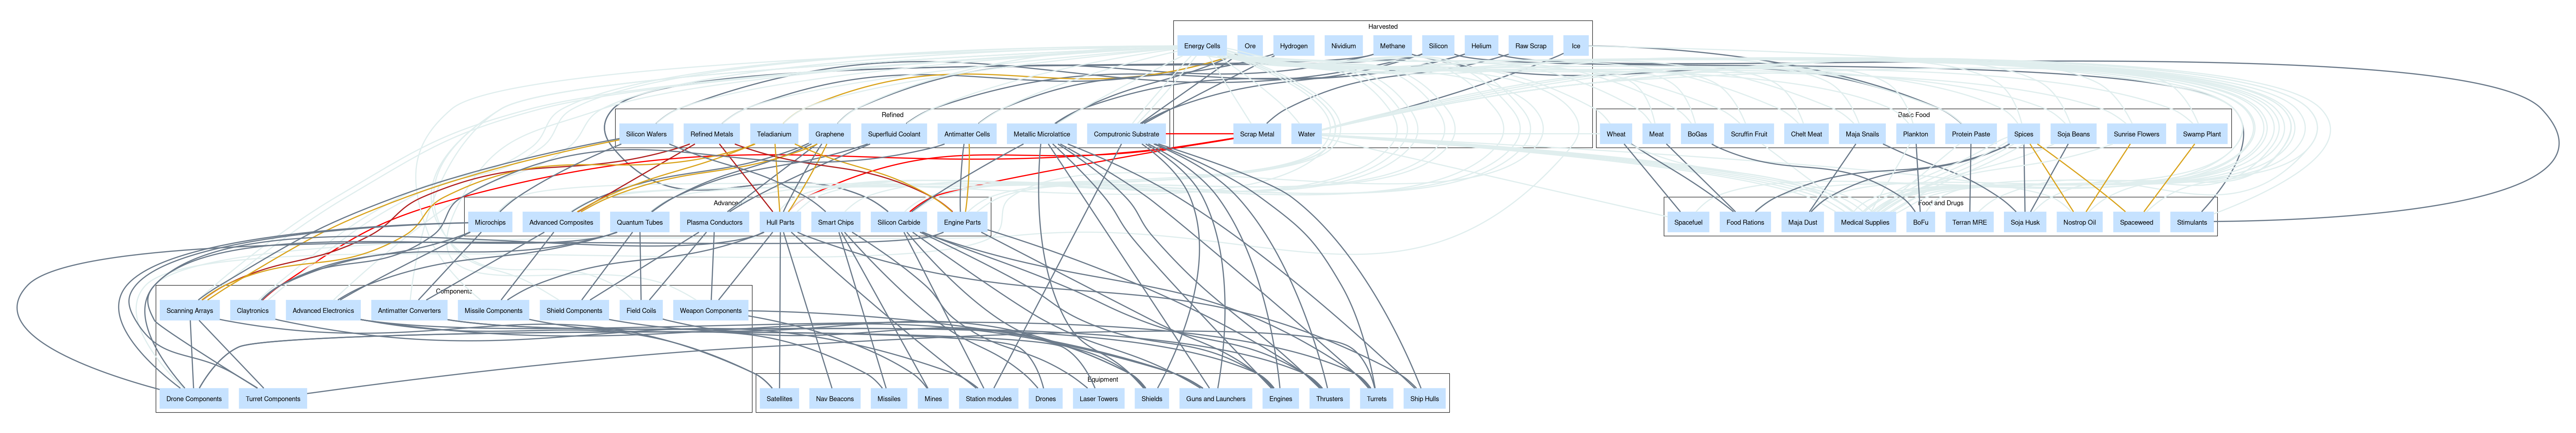 Harvested
Energy Cells
Ore
Hydrogen
Nividium
Methane
Silicon
Helium
Raw Scrap
Ice
Refined
Basic Food
Silicon Wafers
Refined Metals
Teladianium
Graphene
Superfluid Coolant
Antimatter Cells
Metallic Microlattice
Computronic Substrate
Scrap Metal
Water
Wheat
Meat
BoGas
Scruffin Fruit
Chelt Meat
Maja Snails
Plankton
Protein Paste
Spices
Soja Beans
Sunrise Flowers
Swamp Plant
Advance
Food and Drugs
Microchips
Advanced Composites
Quantum Tubes
Plasma Conductors
Hull Parts
Smart Chips
Silicon Carbide
Engine Parts
Spacefuel
Food Rations
Maja Dust
Medical Supplies
BoFu
Terran MRE
Soja Husk
Nostrop Oil
Spaceweed
Stimulants
Components
Scanning Arrays
Claytronics
Advanced Electronics
Antimatter Converters
Missile Components
Shield Components
Field Coils
Weapon Components
Equipment
Drone Components
Turret Components
Satellites
Nav Beacons
Missiles
Mines
Station modules
Drones
Laser Towers
Shields
Guns and Launchers
Engines
Thrusters
Turrets
Ship Hulls